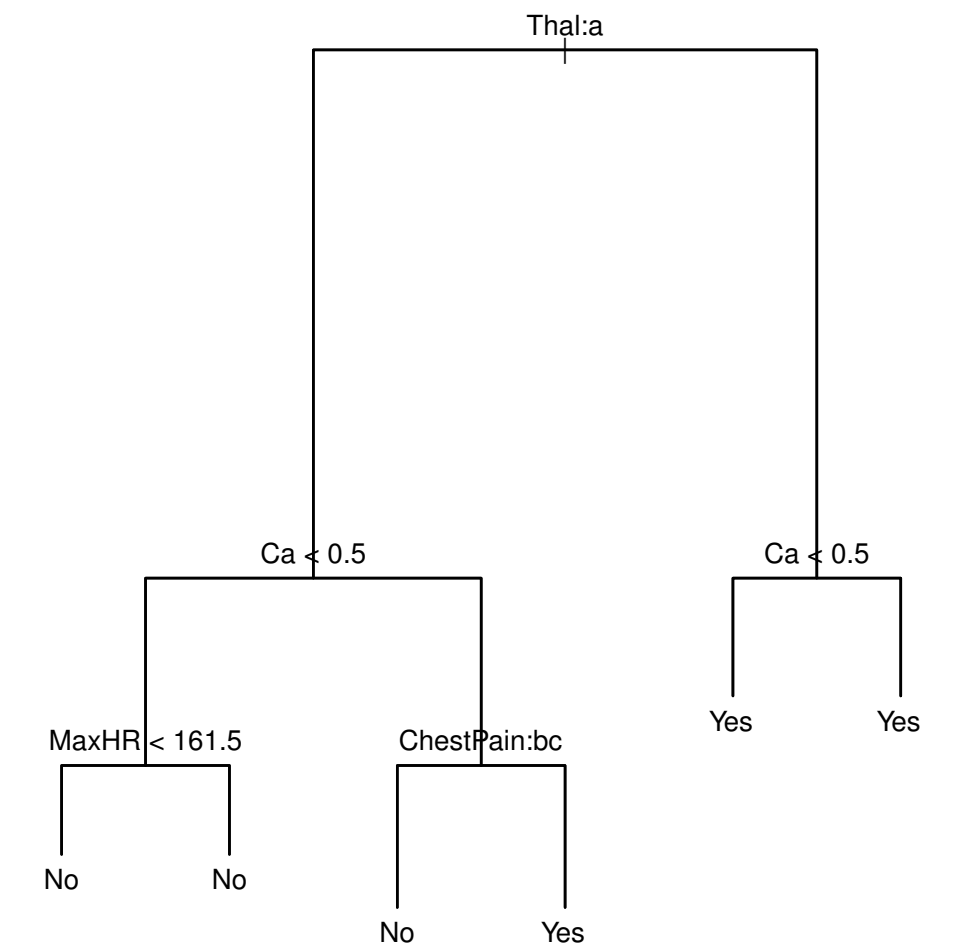 Thal:a
Ca < 0.5
Ca < 0.5
MaxHR < 161.5
ChestPain:bc
Yes
Yes
No
No
No
Yes